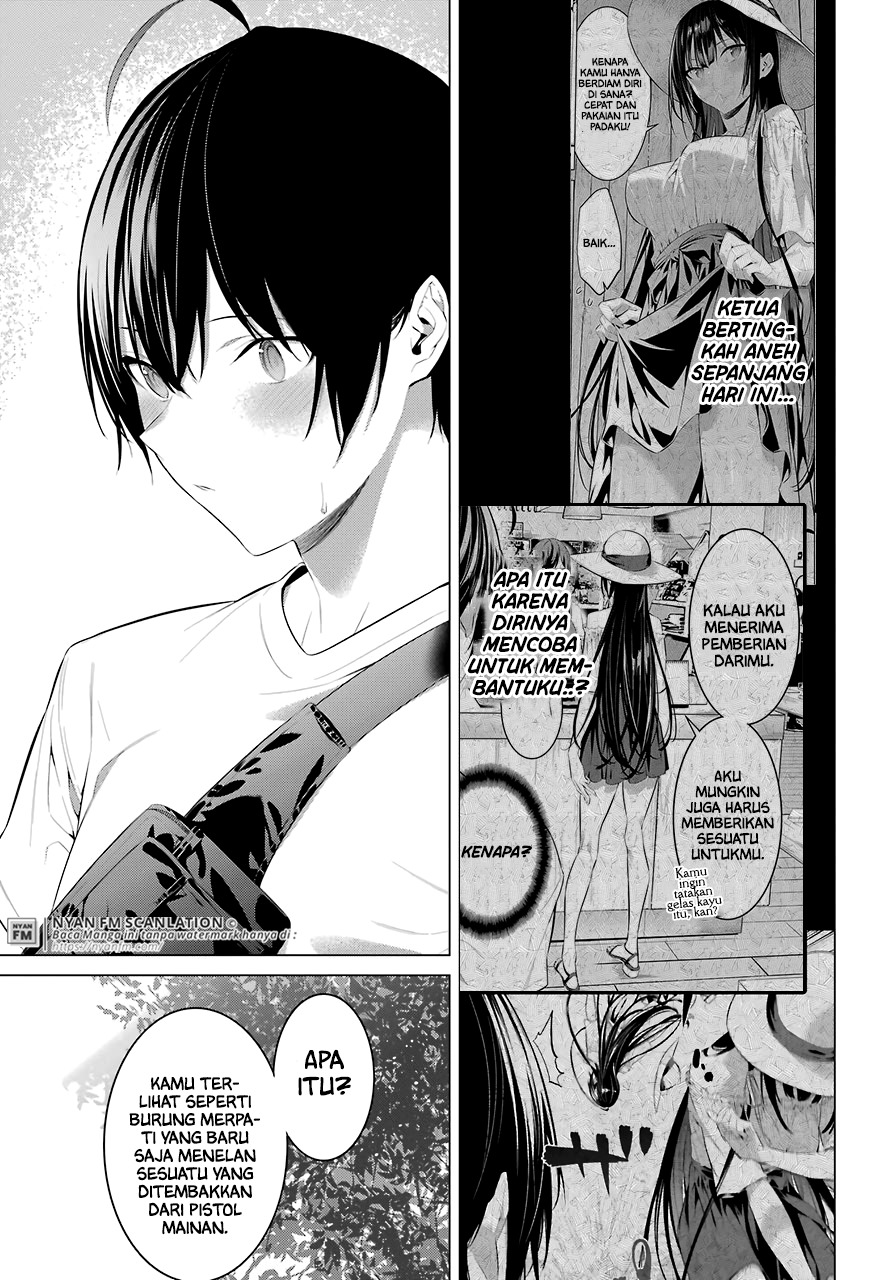 KENAPA
KAMU HANYA
BERDIAM DIRI
DI SANA?
CEPAT DAN
PAKAIAN ITU
PADAKU!
BAIK...
KETUA
BERTING-
KAH ANEH
SEPANJANG
HARI INI...
KALAU AKU
MENERIMA
PEMBERIAN
DARIMU.
APA ITU
KARENA
DIRINYA
MENCOBA
UNTUK MEM-
BANTUKU..?
AKU
MUNGKIN
JUGA HARUS
MEMBERIKAN
SESUATU
UNTUKMU.
Kamu
ingin
tatakan
gelas kayu
itu, kan?
KENAPA?
NYAN
FM
NYAN FM SCANLATION ©
Baca Manga ini tanpa watermark hanya di :
https://nyanfm.com/
APA
ITU?
KAMU TER-
LIHAT SEPERTI
BURUNG MERPA-
TI YANG BARU
SAJA MENELAN
SESUATU YANG
DITEMBAKKAN
DARI PISTOL
MAINAN.